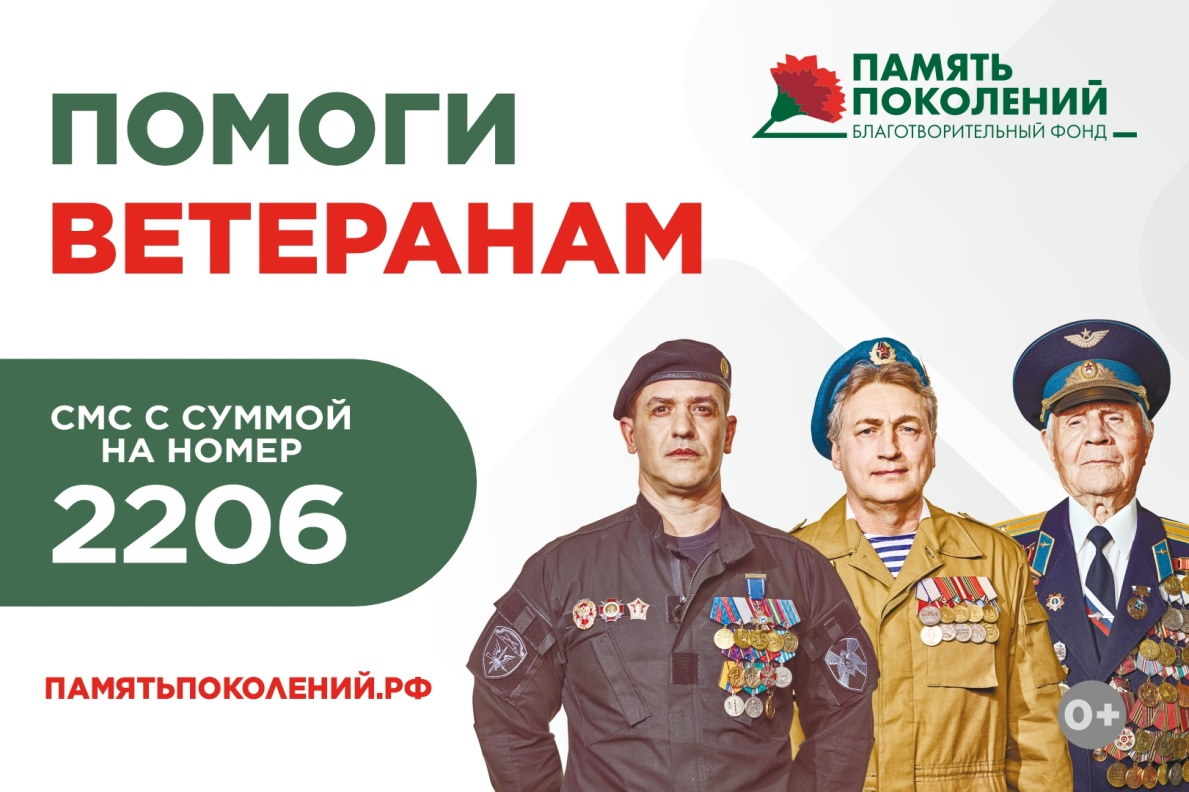 ПОМОГИ
ВЕТЕРАНАМ
ПАМЯТЬ
ПОКОЛЕНИЙ
БЛАГОТВОРИТЕЛЬНЫЙ ФОНД
СМС С СУММОЙ
НА НОМЕР
2206
ПАМЯТЬПОКОЛЕНИЙ.РФ
0+